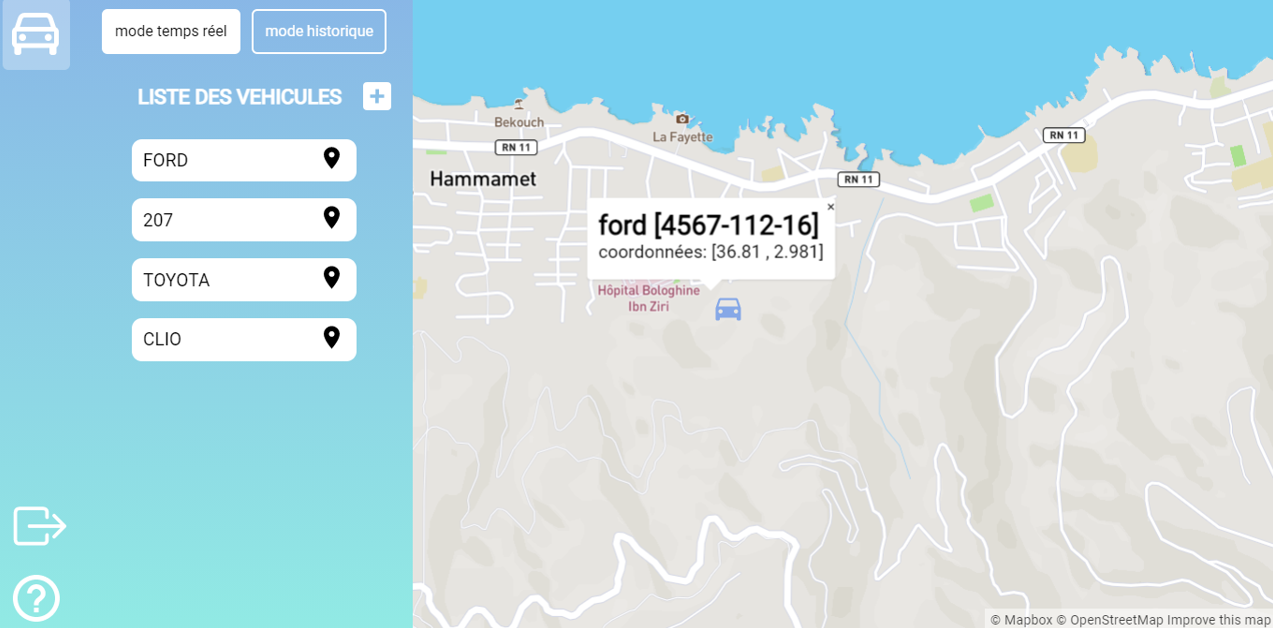 mode temps réel
mode historique
LISTE DES VEHICULES
FORD
207
TOYOTA
CLIO
Bekouch
La Fayette
RN 11
RN 11
RN 11
Hammamet
ford [4567-112-16]
×
coordonnées: [36.81 , 2.981]
Hôpital Bologhine
Ibn Ziri
© Mapbox © OpenStreetMap Improve this map